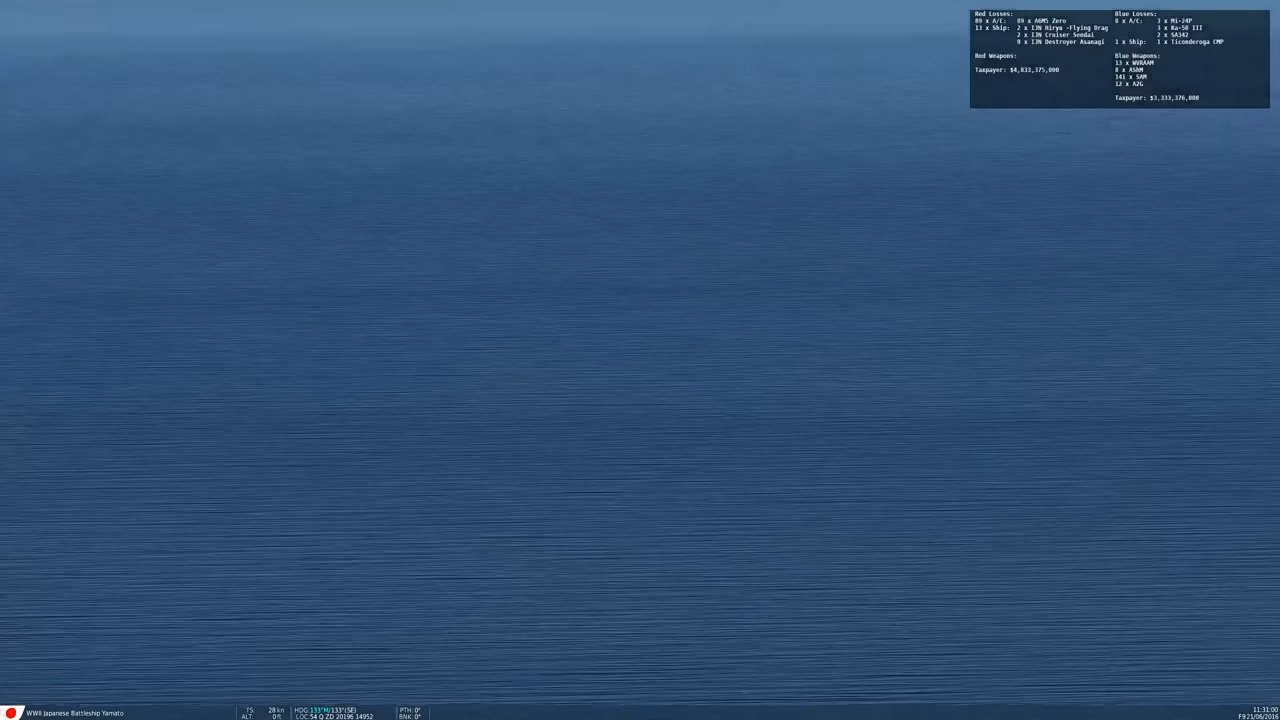 Red Losses:
89 x A/C: 89 x A6M5 Zero
13 x Ship: 2 x IJN Hiryu -Flying Drag
2 x IJN Cruiser Sendai
9 x IJN Destroyer Asanagi
Red Weapons:
Taxpayer: $4,833,375,000
Blue Losses:
8 x A/C: 3 x Mi-24P
3 x Ka-50 III
2 x SA342
1 x Ship: 1 x Ticonderoga CMP
Blue Weapons:
13 x WVRAAM
8 x AShM
141 x SAM
12 x A2G
Taxpayer: $3,333,376,000
WWII Japanese Battleship Yamato
TS: 28 kn
ALT: 0 ft
HDG:133°M/133°(SE)
LOC:54 Q ZD 20196 14952
PTH: 0°
BNK: 0°
11:31:00
F9 21/06/2016